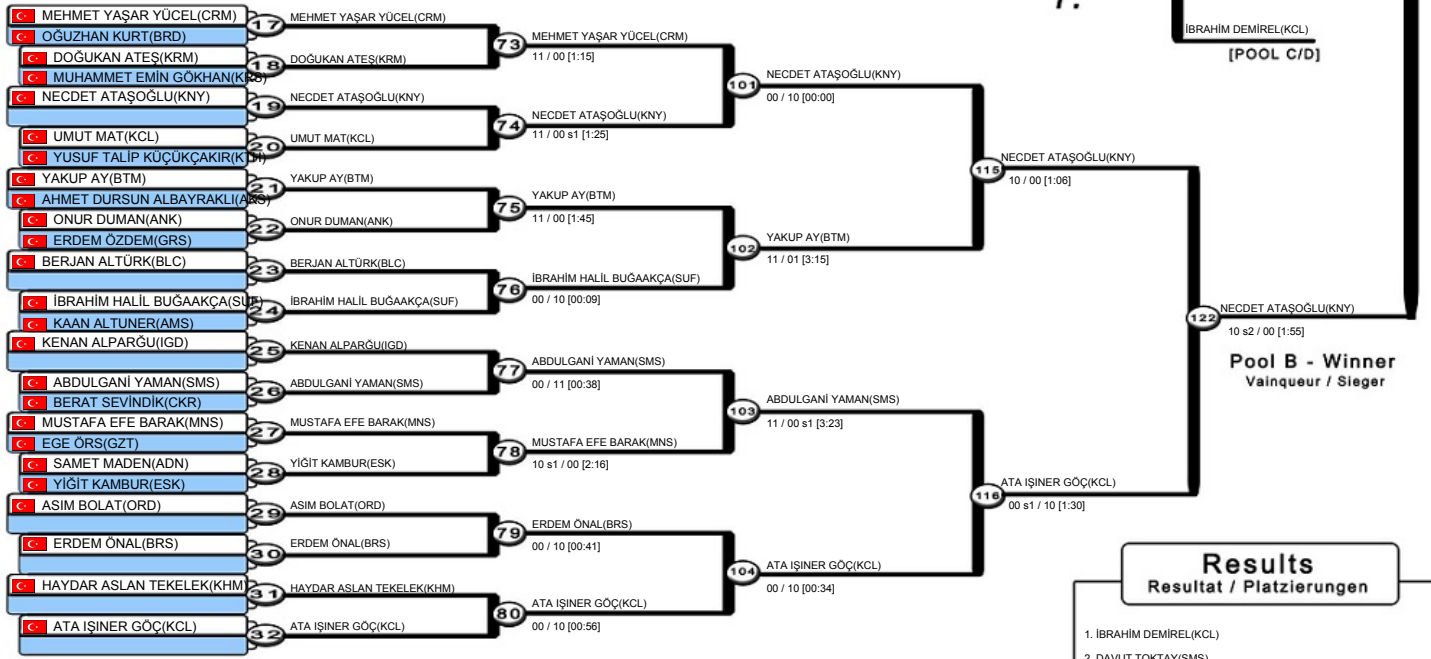 MEHMET YAŞAR YÜCEL(CRM)
OĞUZHAN KURT(BRD)
17
MEHMET YAŞAR YÜCEL(CRM)
DOĞUKAN ATEŞ(KRM)
MUHAMMET EMİN GÖKHAN(KRS)
18
DOĞUKAN ATEŞ(KRM)
NECDET ATAŞOĞLU(KNY)
19
NECDET ATAŞOĞLU(KNY)
UMUT MAT(KCL)
YUSUF TALİP KÜÇÜKÇAKIR(KTH)
20
UMUT MAT(KCL)
YAKUP AY(BTM)
AHMET DURSUN ALBAYRAKLI(AKS)
21
YAKUP AY(BTM)
ONUR DUMAN(ANK)
ERDEM ÖZDEM(GRS)
22
ONUR DUMAN(ANK)
BERJAN ALTÜRK(BLC)
23
BERJAN ALTÜRK(BLC)
İBRAHİM HALİL BUĞAAKÇA(SUF)
KAAN ALTUNER(AMS)
24
İBRAHİM HALİL BUĞAAKÇA(SUF)
KENAN ALPARĞU(IGD)
25
KENAN ALPARĞU(IGD)
ABDULGANİ YAMAN(SMS)
BERAT SEVİNDİK(CKR)
26
ABDULGANİ YAMAN(SMS)
MUSTAFA EFE BARAK(MNS)
EGE ÖRS(GZT)
27
MUSTAFA EFE BARAK(MNS)
SAMET MADEN(ADN)
YİĞİT KAMBUR(ESK)
28
YİĞİT KAMBUR(ESK)
ASIM BOLAT(ORD)
29
ASIM BOLAT(ORD)
ERDEM ÖNAL(BRS)
30
ERDEM ÖNAL(BRS)
HAYDAR ASLAN TEKELEK(KHM)
31
HAYDAR ASLAN TEKELEK(KHM)
ATA IŞINER GÖÇ(KCL)
32
ATA IŞINER GÖÇ(KCL)
73
MEHMET YAŞAR YÜCEL(CRM)
11 / 00 [1:15]
74
NECDET ATAŞOĞLU(KNY)
11 / 00 s1 [1:25]
75
YAKUP AY(BTM)
11 / 00 [1:45]
76
İBRAHİM HALİL BUĞAAKÇA(SUF)
00 / 10 [00:09]
77
ABDULGANİ YAMAN(SMS)
00 / 11 [00:38]
78
MUSTAFA EFE BARAK(MNS)
10 s1 / 00 [2:16]
79
ERDEM ÖNAL(BRS)
00 / 10 [00:41]
80
ATA IŞINER GÖÇ(KCL)
00 / 10 [00:56]
101
NECDET ATAŞOĞLU(KNY)
00 / 10 [00:00]
102
YAKUP AY(BTM)
11 / 01 [3:15]
103
ABDULGANİ YAMAN(SMS)
11 / 00 s1 [3:23]
104
ATA IŞINER GÖÇ(KCL)
00 / 10 [00:34]
115
NECDET ATAŞOĞLU(KNY)
10 / 00 [1:06]
116
ATA IŞINER GÖÇ(KCL)
00 s1 / 10 [1:30]
122
NECDET ATAŞOĞLU(KNY)
10 s2 / 00 [1:55]
Pool B - Winner
Vainqueur / Sieger
İBRAHİM DEMİREL(KCL)
[POOL C/D]
Results
Resultat / Platzierungen
1. İBRAHİM DEMİREL(KCL)
2. DAVUT TOKTAY(SMS)